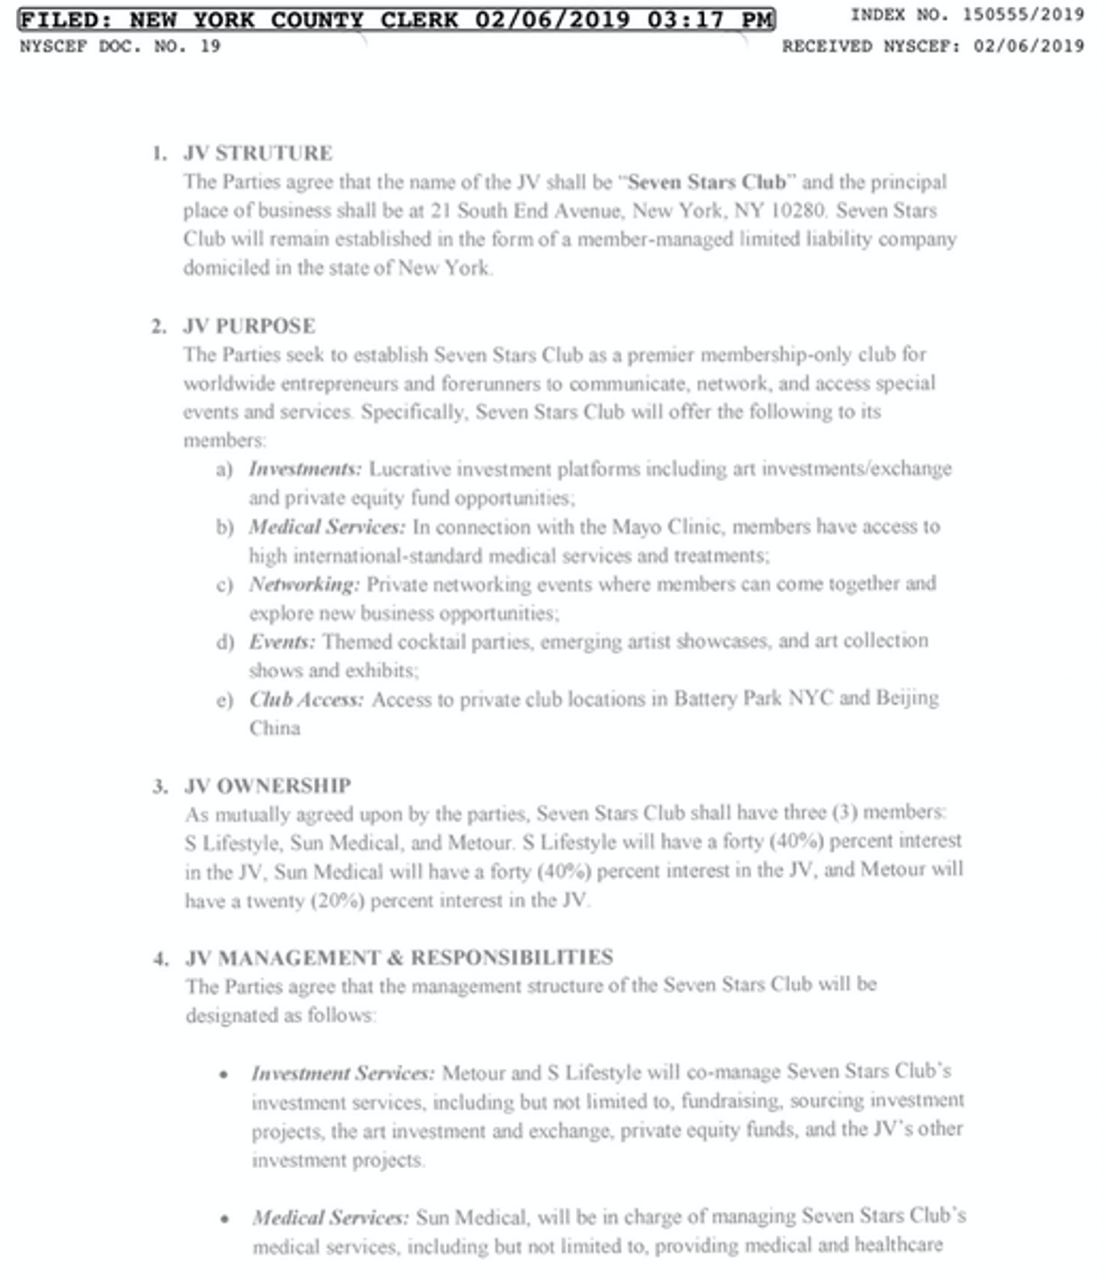 FILED: NEW YORK COUNTY CLERK 02/06/2019 03:17 PM
INDEX NO. 150555/2019
NYSCEF DOC. NO. 19
RECEIVED NYSCEF: 02/06/2019
1. JV STRUTURE
The Parties agree that the name of the JV shall be “Seven Stars Club” and the principal
place of business shall be at 21 South End Avenue, New York, NY 10280. Seven Stars
Club will remain established in the form of a member-managed limited liability company
domiciled in the state of New York.
2. JV PURPOSE
The Parties seek to establish Seven Stars Club as a premier membership-only club for
worldwide entrepreneurs and forerunners to communicate, network, and access special
events and services. Specifically, Seven Stars Club will offer the following to its
members:
a) Investments: Lucrative investment platforms including art investments/exchange
and private equity fund opportunities;
b) Medical Services: In connection with the Mayo Clinic, members have access to
high international-standard medical services and treatments;
c) Networking: Private networking events where members can come together and
explore new business opportunities;
d) Events: Themed cocktail parties, emerging artist showcases, and art collection
shows and exhibits;
e) Club Access: Access to private club locations in Battery Park NYC and Beijing
China
3. JV OWNERSHIP
As mutually agreed upon by the parties, Seven Stars Club shall have three (3) members:
S Lifestyle, Sun Medical, and Metour. S Lifestyle will have a forty (40%) percent interest
in the JV, Sun Medical will have a forty (40%) percent interest in the JV, and Metour will
have a twenty (20%) percent interest in the JV.
4. JV MANAGEMENT & RESPONSIBILITIES
The Parties agree that the management structure of the Seven Stars Club will be
designated as follows:
• Investment Services: Metour and S Lifestyle will co-manage Seven Stars Club’s
investment services, including but not limited to, fundraising, sourcing investment
projects, the art investment and exchange, private equity funds, and the JV’s other
investment projects.
• Medical Services: Sun Medical, will be in charge of managing Seven Stars Club’s
medical services, including but not limited to, providing medical and healthcare